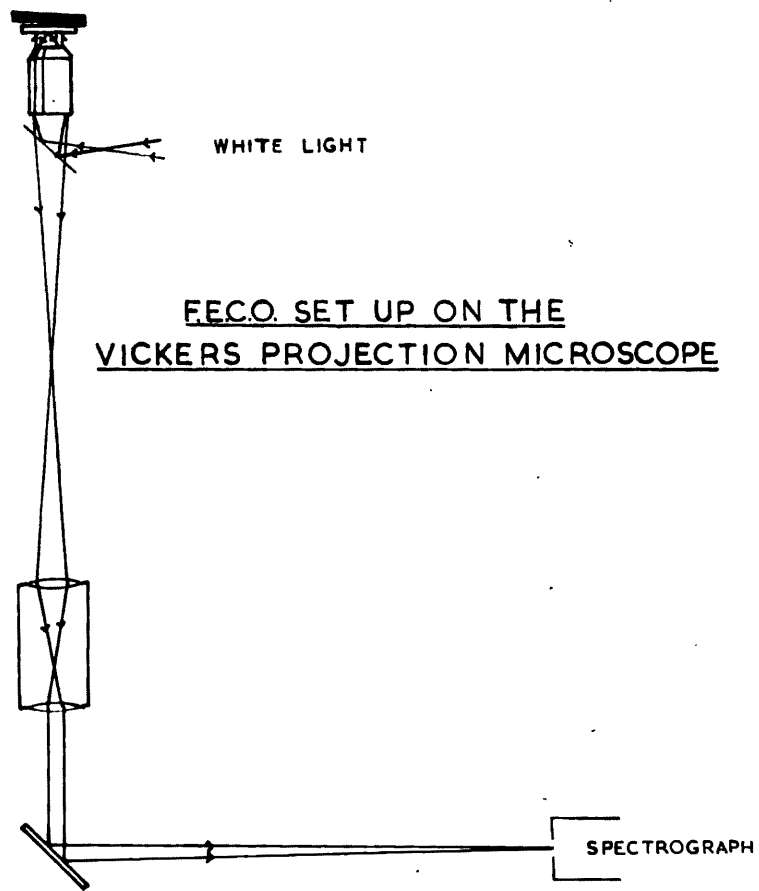 WHITE LIGHT
F.E.C.O. SET UP ON THE
VICKERS PROJECTION MICROSCOPE
SPECTROGRAPH